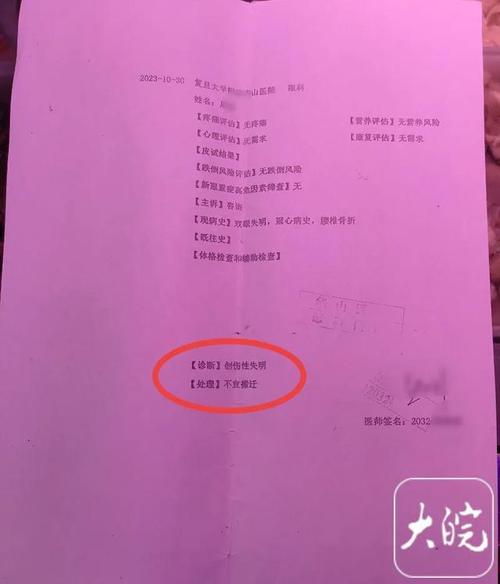 2023-10-30 复旦大学附 山医院 眼科
姓名：
【疼痛评估】无疼痛 【营养评估】无营养风险
【心理评估】无需求 【康复评估】无需求
【皮试结果】
【跌倒风险评估】无跌倒风险
【新冠重症高危因素筛查】无
【主诉】咨询
【现病史】双眼失明，冠心病史，腰椎骨折
【既往史】
【体格检查和辅助检查】
【诊断】创伤性失明
【处理】不宜搬迁
医师签名：2032
大皖